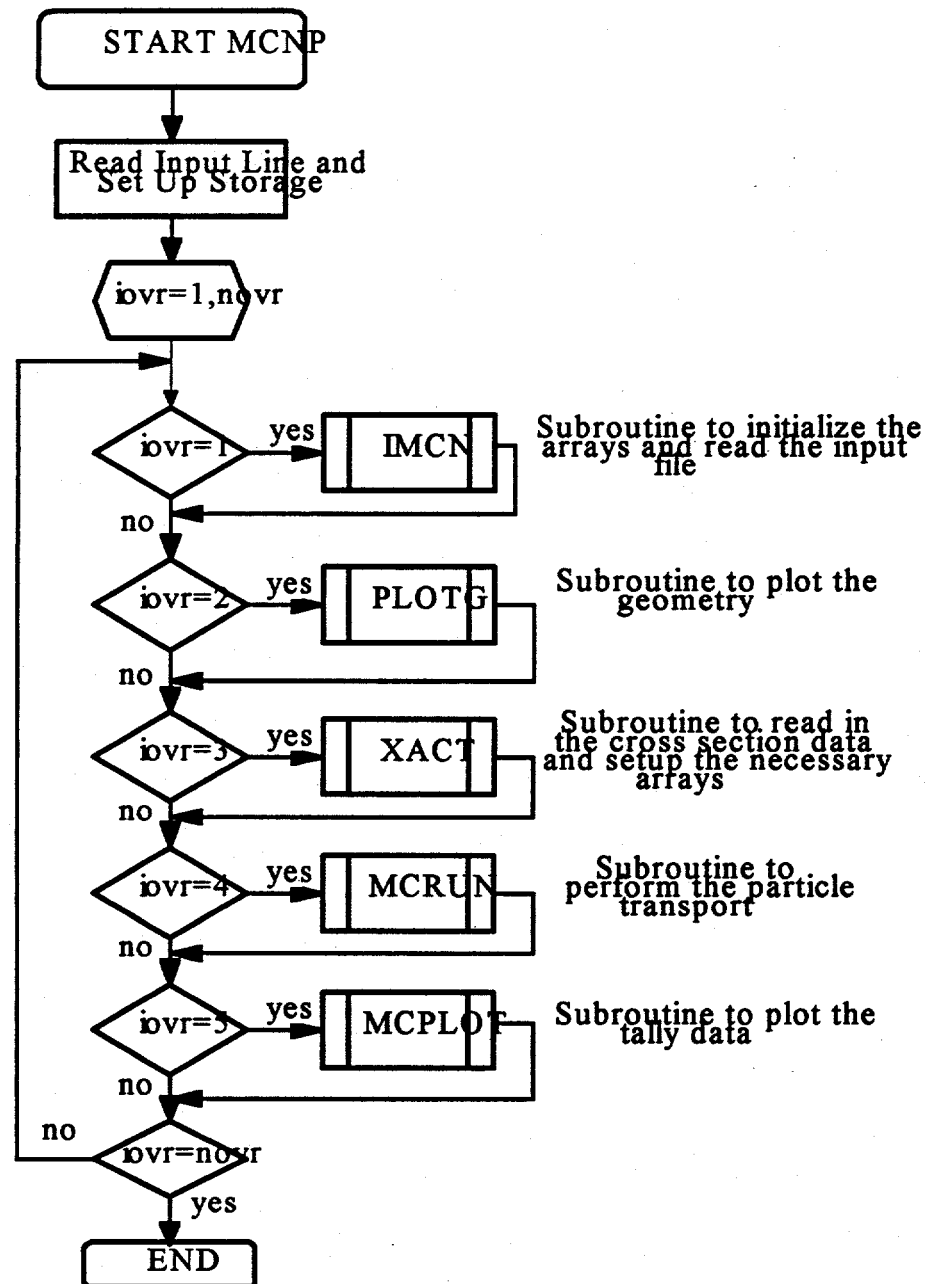 START MCNP
Read Input Line and
Set Up Storage
iovr=1,novr
iovr=1
yes
IMCN
Subroutine to initialize the
arrays and read the input
file
no
iovr=2
yes
PLOTG
Subroutine to plot the
geometry
no
iovr=3
yes
XACT
Subroutine to read in
the cross section data
and setup the necessary
arrays
no
iovr=4
yes
MCRUN
Subroutine to
perform the particle
transport
no
iovr=5
yes
MCPLOT
Subroutine to plot the
tally data
no
no
iovr=novr
yes
END